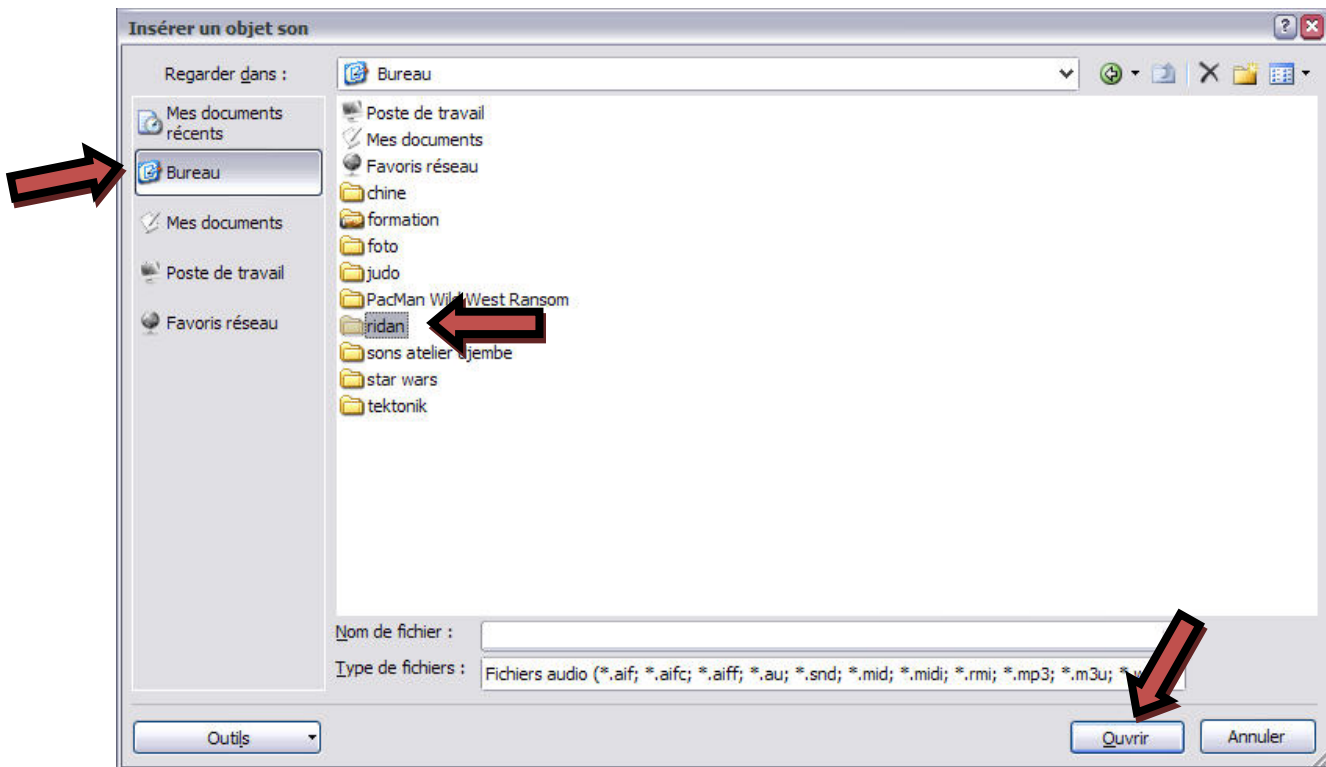 Insérer un objet son
Regarder dans :
Bureau
Mes documents
récents
Bureau
Mes documents
Poste de travail
Favoris réseau
Poste de travail
Mes documents
Favoris réseau
chine
formation
foto
judo
PacMan Wild West Ransom
ridan
sons atelier djembe
star wars
tektonik
Nom de fichier :
Type de fichiers :
Fichiers audio (*.aif; *.aifc; *.aiff; *.au; *.snd; *.mid; *.midi; *.rmi; *.mp3; *.m3u;
Outils
Ouvrir
Annuler